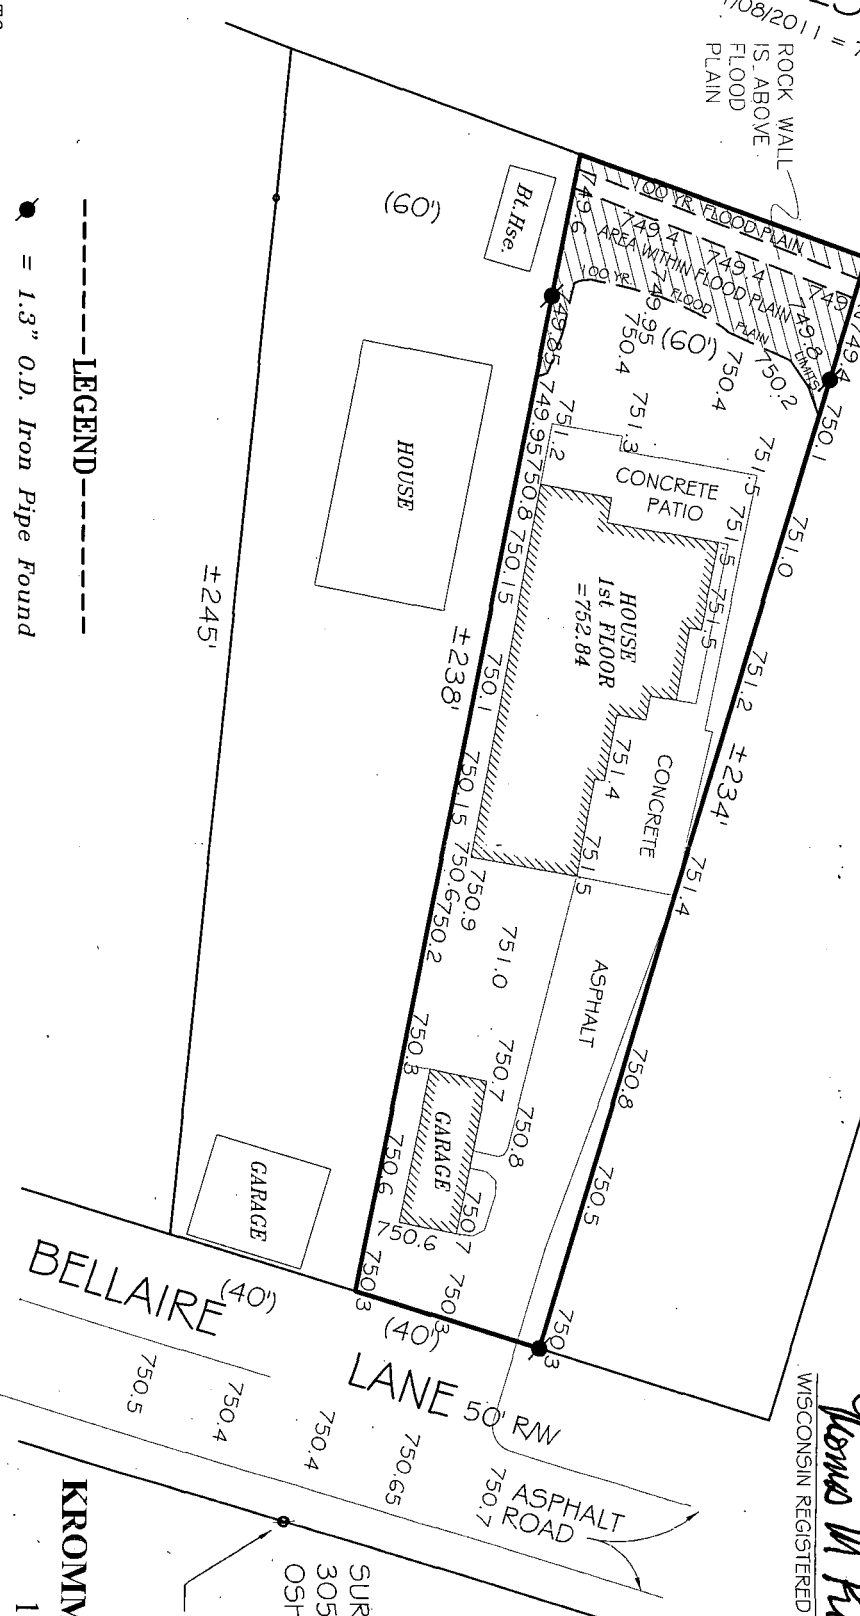 /08/2011 = 7
ROCK WALL
IS ABOVE
FLOOD
PLAIN
100 YR. FLOOD PLAIN
749.6
749.4
749.4
749.4
AREA WITHIN FLOOD PLAIN
749.8
100 YR. FLOOD PLAIN LIMITS
(60')
Bt.Hse.
749.85
749.95
(60')
750.4
750.4
750.2
750.1
749.95
751.2
751.3
751.5
CONCRETE
PATIO
750.8
751.5
751.0
750.15
HOUSE
1st FLOOR
=752.84
751.5
HOUSE
±245'
±238'
750.1
751.2
±234'
751.4
CONCRETE
750.15
751.5
751.4
750.6
750.9
750.2
751.0
ASPHALT
750.3
750.7
750.8
750.8
GARAGE
750.6
750.7
750.5
750.6
GARAGE
750.3
750.3
750.3
(40')
(40')
BELLAIRE
LANE
50' R/W
750.5
750.4
750.4
750.65
750.7
ASPHALT
ROAD
------LEGEND------
= 1.3" O.D. Iron Pipe Found
WISCONSIN REGISTERED
KROMM
1
SUR
305
OSH